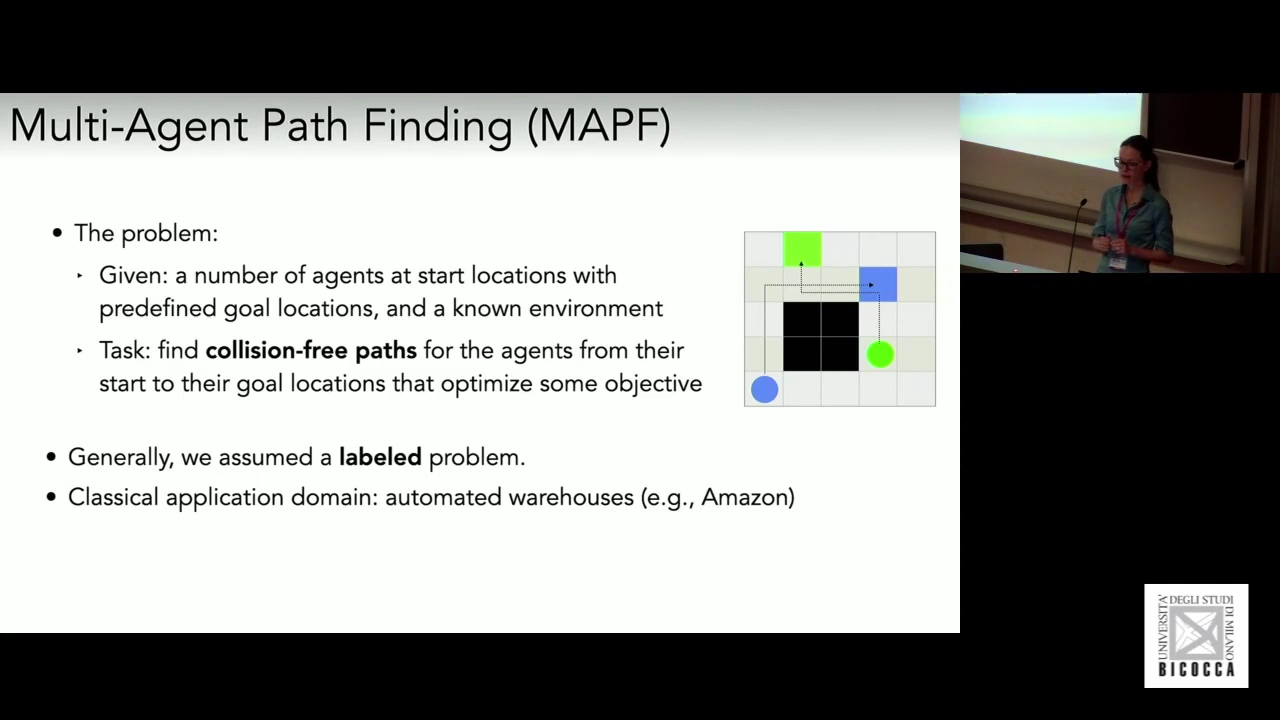 Multi-Agent Path Finding (MAPF)
• The problem:
‣ Given: a number of agents at start locations with
predefined goal locations, and a known environment
‣ Task: find collision-free paths for the agents from their
start to their goal locations that optimize some objective
• Generally, we assumed a labeled problem.
• Classical application domain: automated warehouses (e.g., Amazon)
UNIVERSITA'
DEGLI STUDI
DI MILANO
BICOCCA